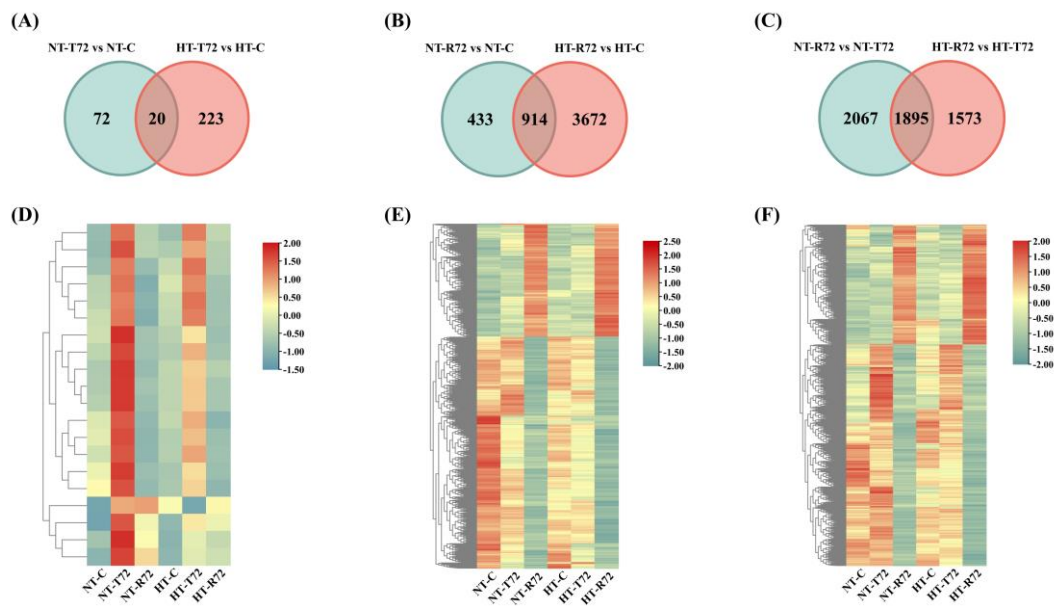 (A)
(B)
(C)
NT-T72 vs NT-C
HT-T72 vs HT-C
NT-R72 vs NT-C
HT-R72 vs HT-C
NT-R72 vs NT-T72
HT-R72 vs HT-T72
72
20
223
433
914
3672
2067
1895
1573
(D)
2.00
1.50
1.00
0.50
0.00
-0.50
-1.00
-1.50
NT-C
NT-T72
NT-R72
HT-C
HT-T72
HT-R72
(E)
2.50
2.00
1.50
1.00
0.50
0.00
-0.50
-1.00
-1.50
-2.00
NT-C
NT-T72
NT-R72
HT-C
HT-T72
HT-R72
(F)
2.00
1.50
1.00
0.50
0.00
-0.50
-1.00
-1.50
-2.00
NT-C
NT-T72
NT-R72
HT-C
HT-T72
HT-R72